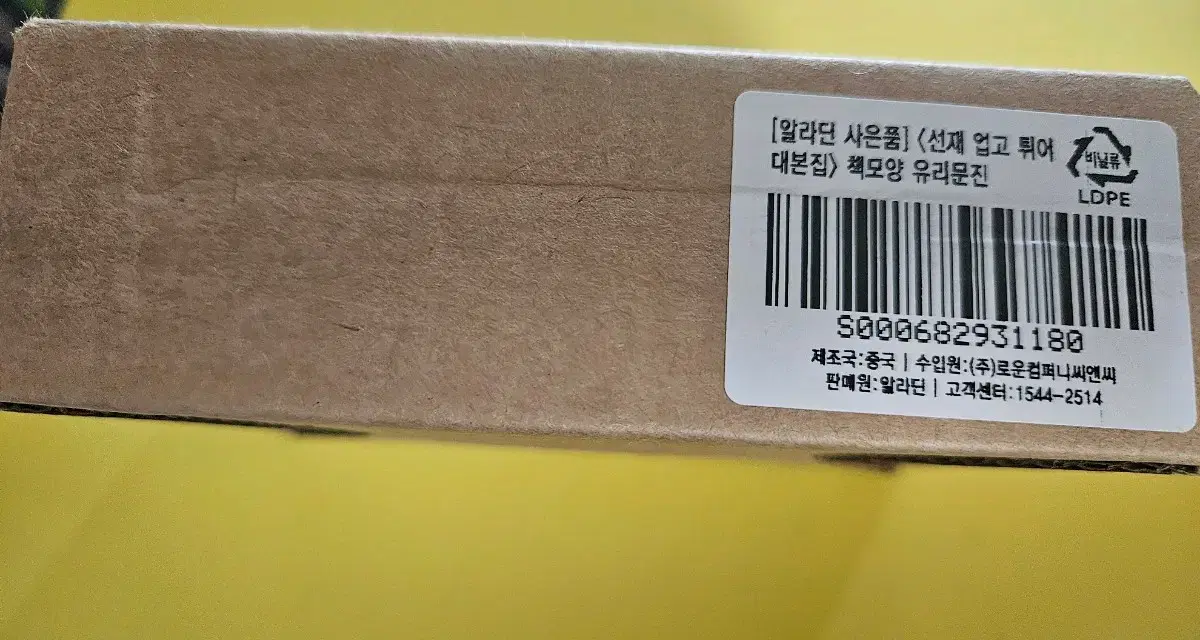 [알라딘 사은품] <선재 업고 튀어
대본집> 책모양 유리문진
비닐류
LDPE
S000682931180
제조국:중국 | 수입원:(주)로운컴퍼니씨앤씨
판매원:알라딘 | 고객센터:1544-2514